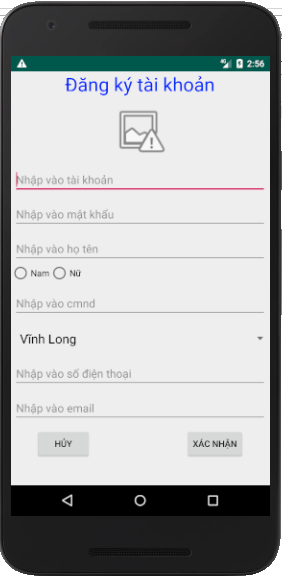 2:56
Đăng ký tài khoản
Nhập vào tài khoản
Nhập vào mật khẩu
Nhập vào họ tên
Nam Nữ
Nhập vào cmnd
Vĩnh Long
Nhập vào số điện thoại
Nhập vào email
HỦY XÁC NHẬN